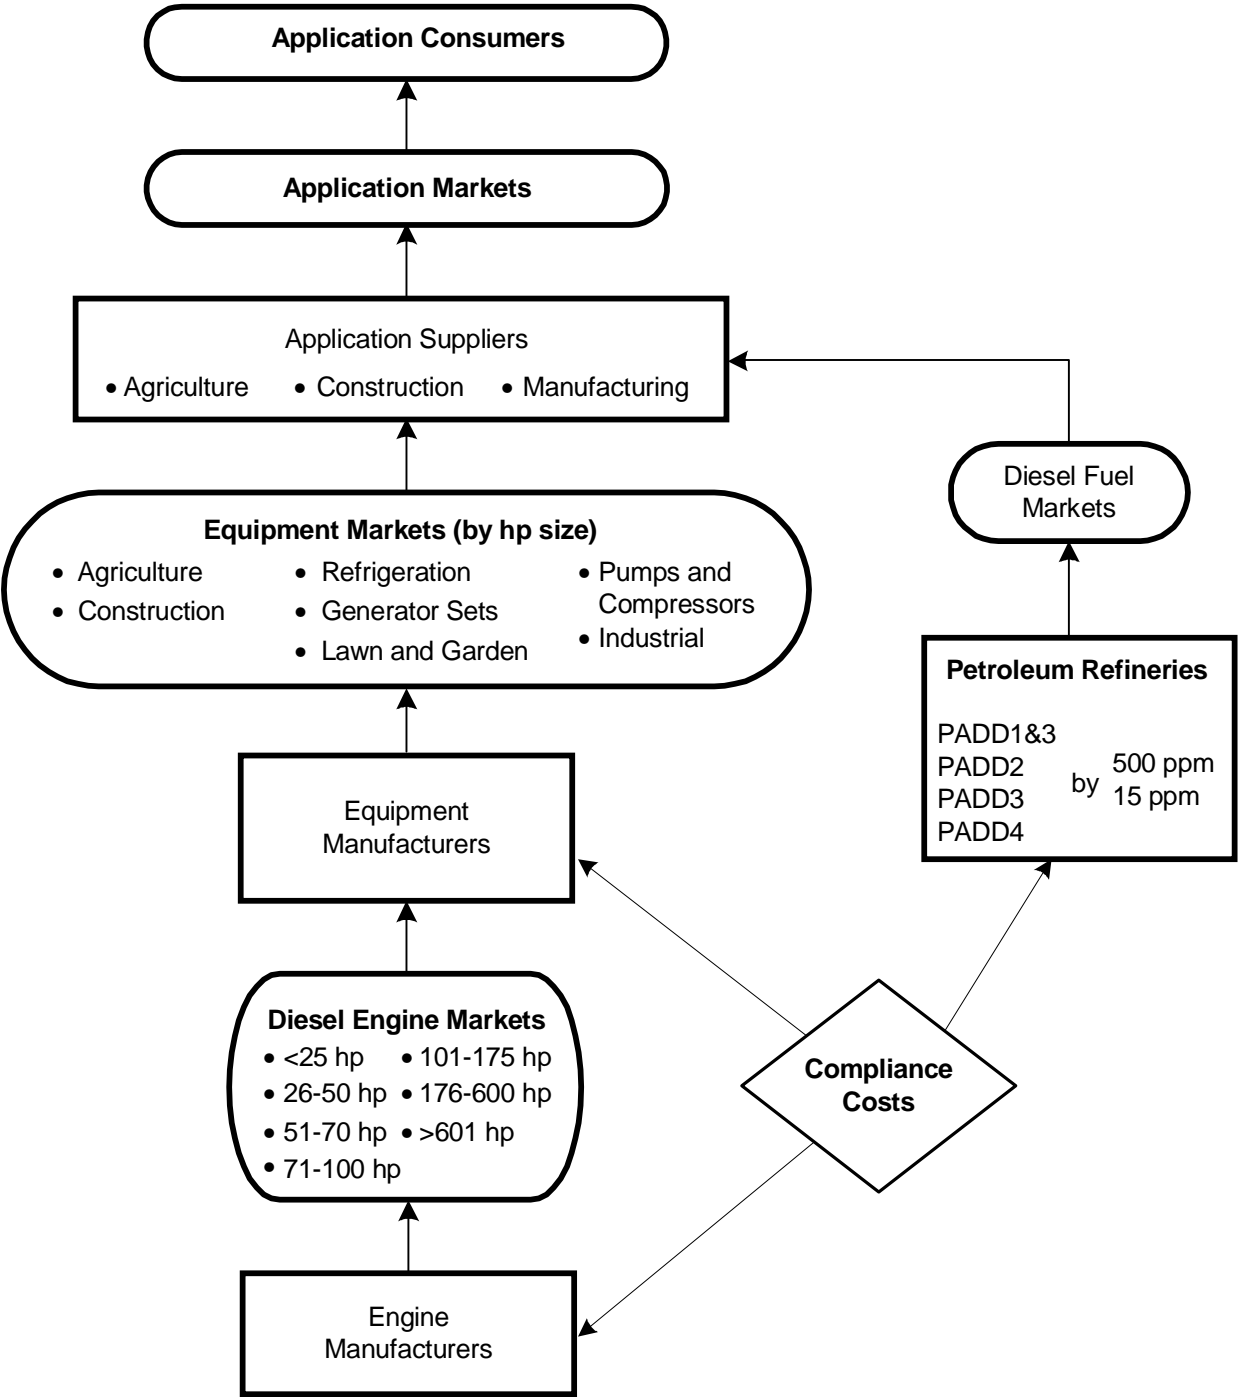 Application Consumers
Application Markets
Application Suppliers
• Agriculture • Construction • Manufacturing
Diesel Fuel
Markets
Equipment Markets (by hp size)
• Agriculture
• Construction
• Refrigeration
• Generator Sets
• Lawn and Garden
• Pumps and
Compressors
• Industrial
Petroleum Refineries
PADD1&3
PADD2
PADD3
PADD4
by
500 ppm
15 ppm
Equipment
Manufacturers
Diesel Engine Markets
• <25 hp
• 26-50 hp
• 51-70 hp
• 71-100 hp
• 101-175 hp
• 176-600 hp
• >601 hp
Compliance
Costs
Engine
Manufacturers